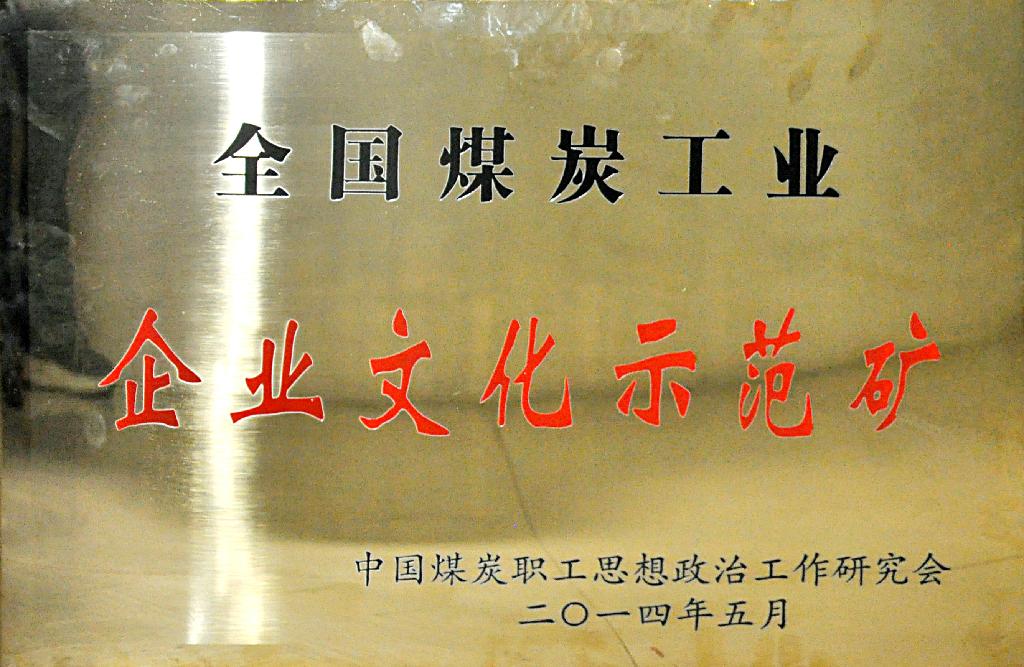 全国煤炭工业
企业文化示范矿
中国煤炭职工思想政治工作研究会
二〇一四年五月